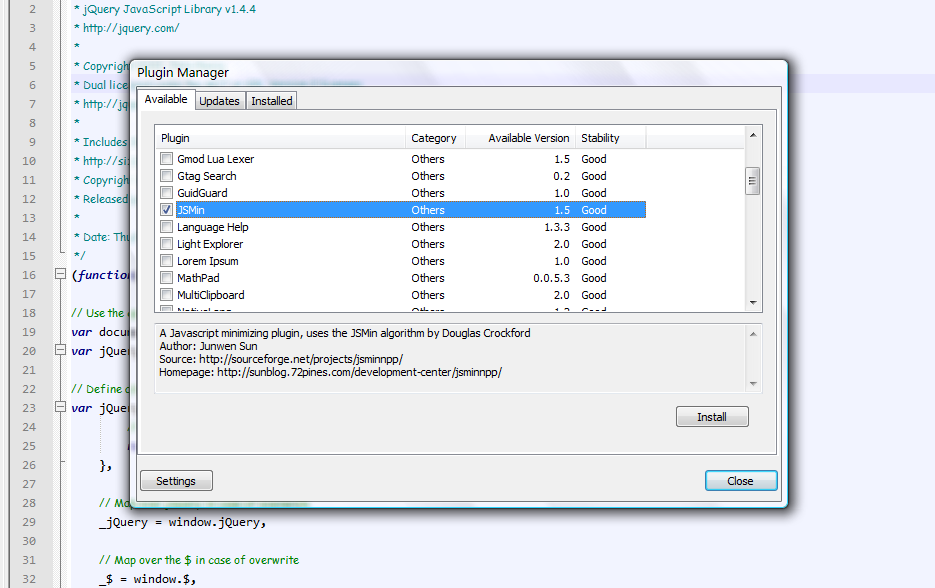 2 * jQuery JavaScript Library v1.4.4
3 * http://jquery.com/
4 *
5 * Copyrigh
6 * Dual lice
7 * http://jq
8 *
9 * Includes
10 * http://si
11 * Copyrigh
12 * Released
13 *
14 * Date: Thu
15 */
16 (function
17
18 // Use the
19 var docum
20 var jQuer
21
22 // Define
23 var jQue
24
25
26 },
27
28 // Ma
29 _jQuery = window.jQuery,
30
31 // Map over the $ in case of overwrite
32 _$ = window.$,
Plugin Manager
Available Updates Installed
Plugin Category Available Version Stability
Gmod Lua Lexer Others 1.5 Good
Gtag Search Others 0.2 Good
GuidGuard Others 1.0 Good
JSMin Others 1.5 Good
Language Help Others 1.3.3 Good
Light Explorer Others 2.0 Good
Lorem Ipsum Others 1.0 Good
MathPad Others 0.0.5.3 Good
MultiClipboard Others 2.0 Good
A Javascript minimizing plugin, uses the JSMin algorithm by Douglas Crockford
Author: Junwen Sun
Source: http://sourceforge.net/projects/jsminnpp/
Homepage: http://sunblog.72pines.com/development-center/jsminnpp/
Install
Settings Close